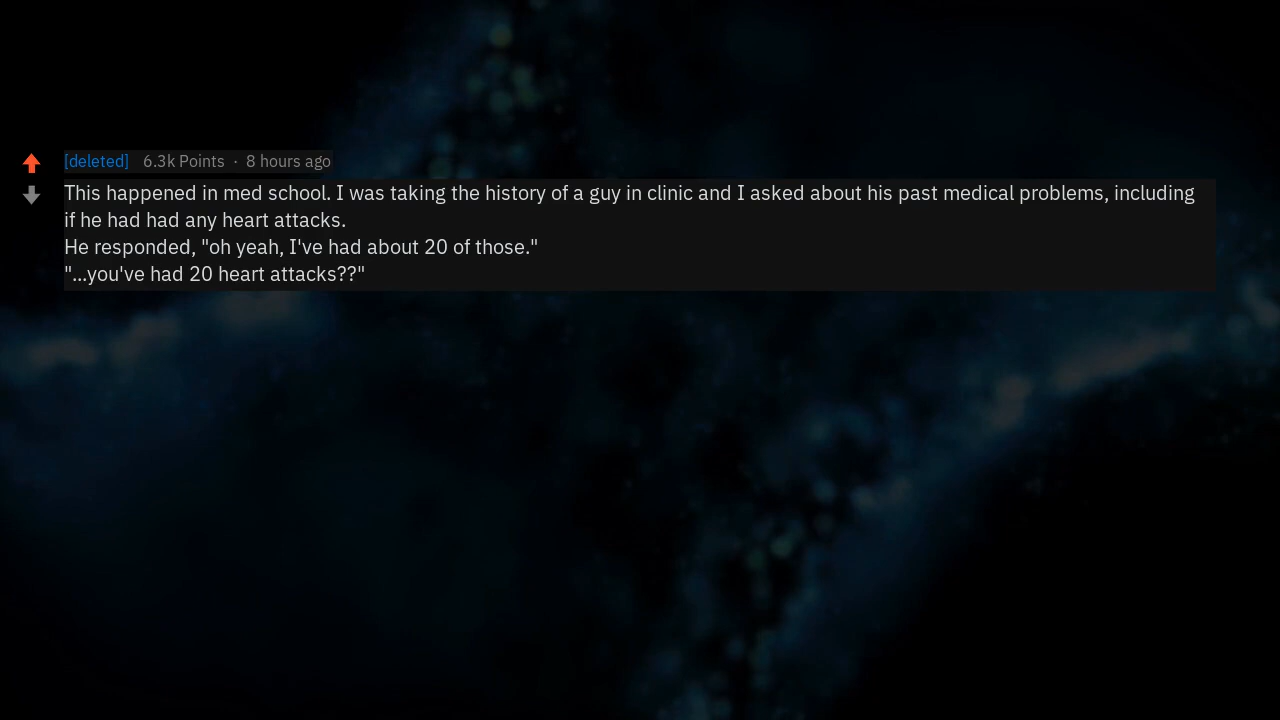 [deleted] 6.3k Points · 8 hours ago
This happened in med school. I was taking the history of a guy in clinic and I asked about his past medical problems, including
if he had had any heart attacks.
He responded, "oh yeah, I've had about 20 of those."
"...you've had 20 heart attacks??"